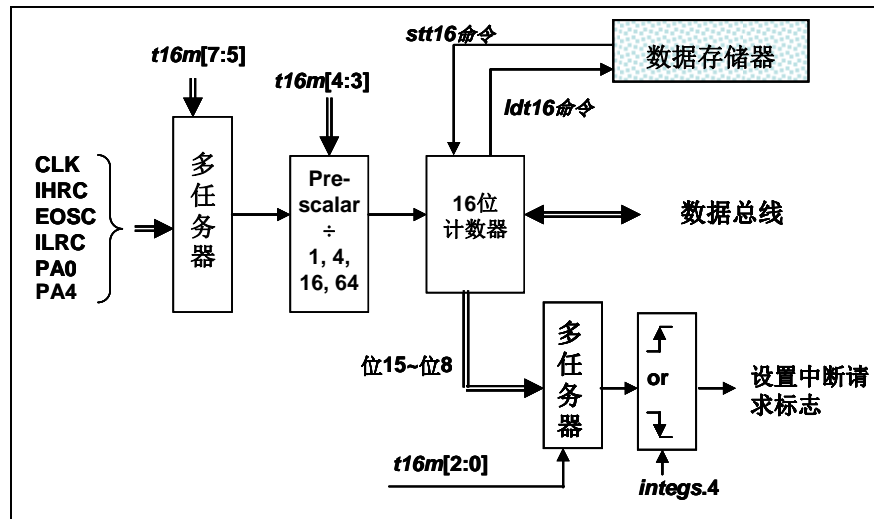 stt16命令
数据存储器
t16m[7:5]
t16m[4:3]
ldt16命令
CLK
IHRC
EOSC
ILRC
PA0
PA4
多任务器
Pre-
scalar
÷
1, 4,
16, 64
16位
计数器
数据总线
位15~位8
多任务器
or
设置中断请
求标志
t16m[2:0]
integs.4